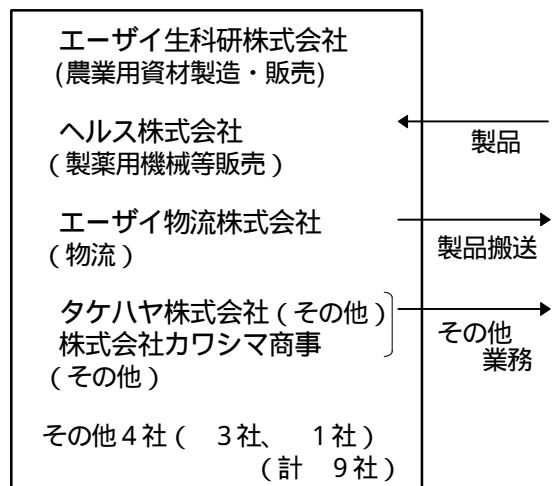 エーザイ生科研株式会社
(農業用資材製造・販売)
ヘルス株式会社
(製薬用機械等販売)
製品
エーザイ物流株式会社
(物流)
製品搬送
タケハヤ株式会社(その他)
株式会社カワシマ商事
(その他)
その他
業務
その他4社( 3社、 1社)
(計 9社)